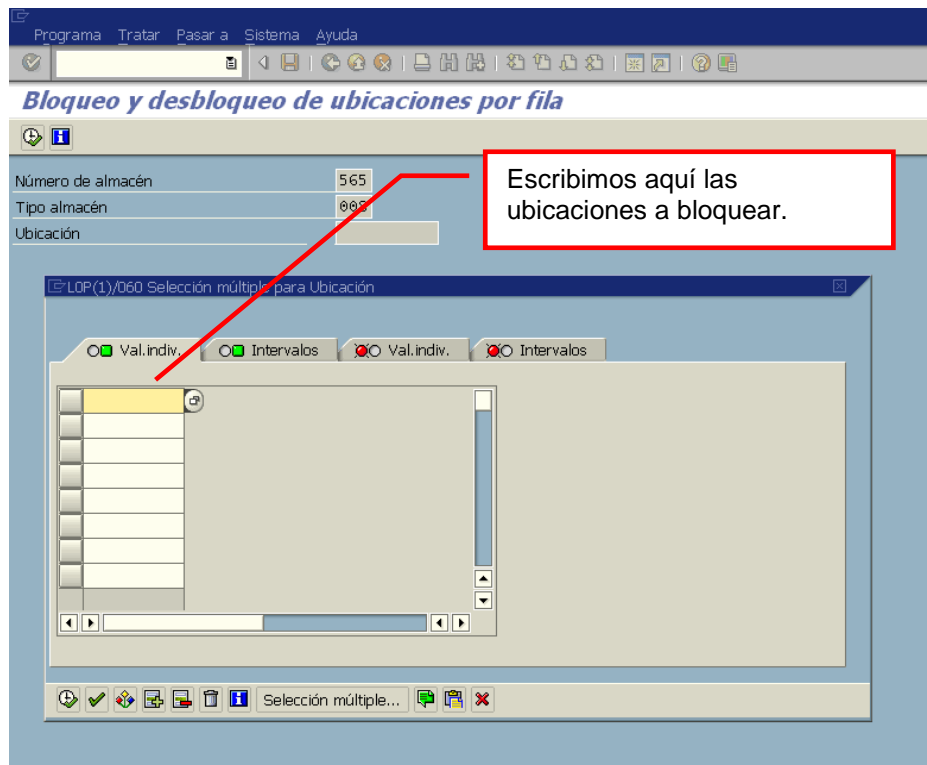 Programa Tratar Pasar a Sistema Ayuda
Bloqueo y desbloqueo de ubicaciones por fila
Número de almacén 565
Tipo almacén 008
Ubicación
Escribimos aquí las
ubicaciones a bloquear.
L0P(1)/060 Selección múltiple para Ubicación
Val.indiv. Intervalos Val.indiv. Intervalos
Selección múltiple...